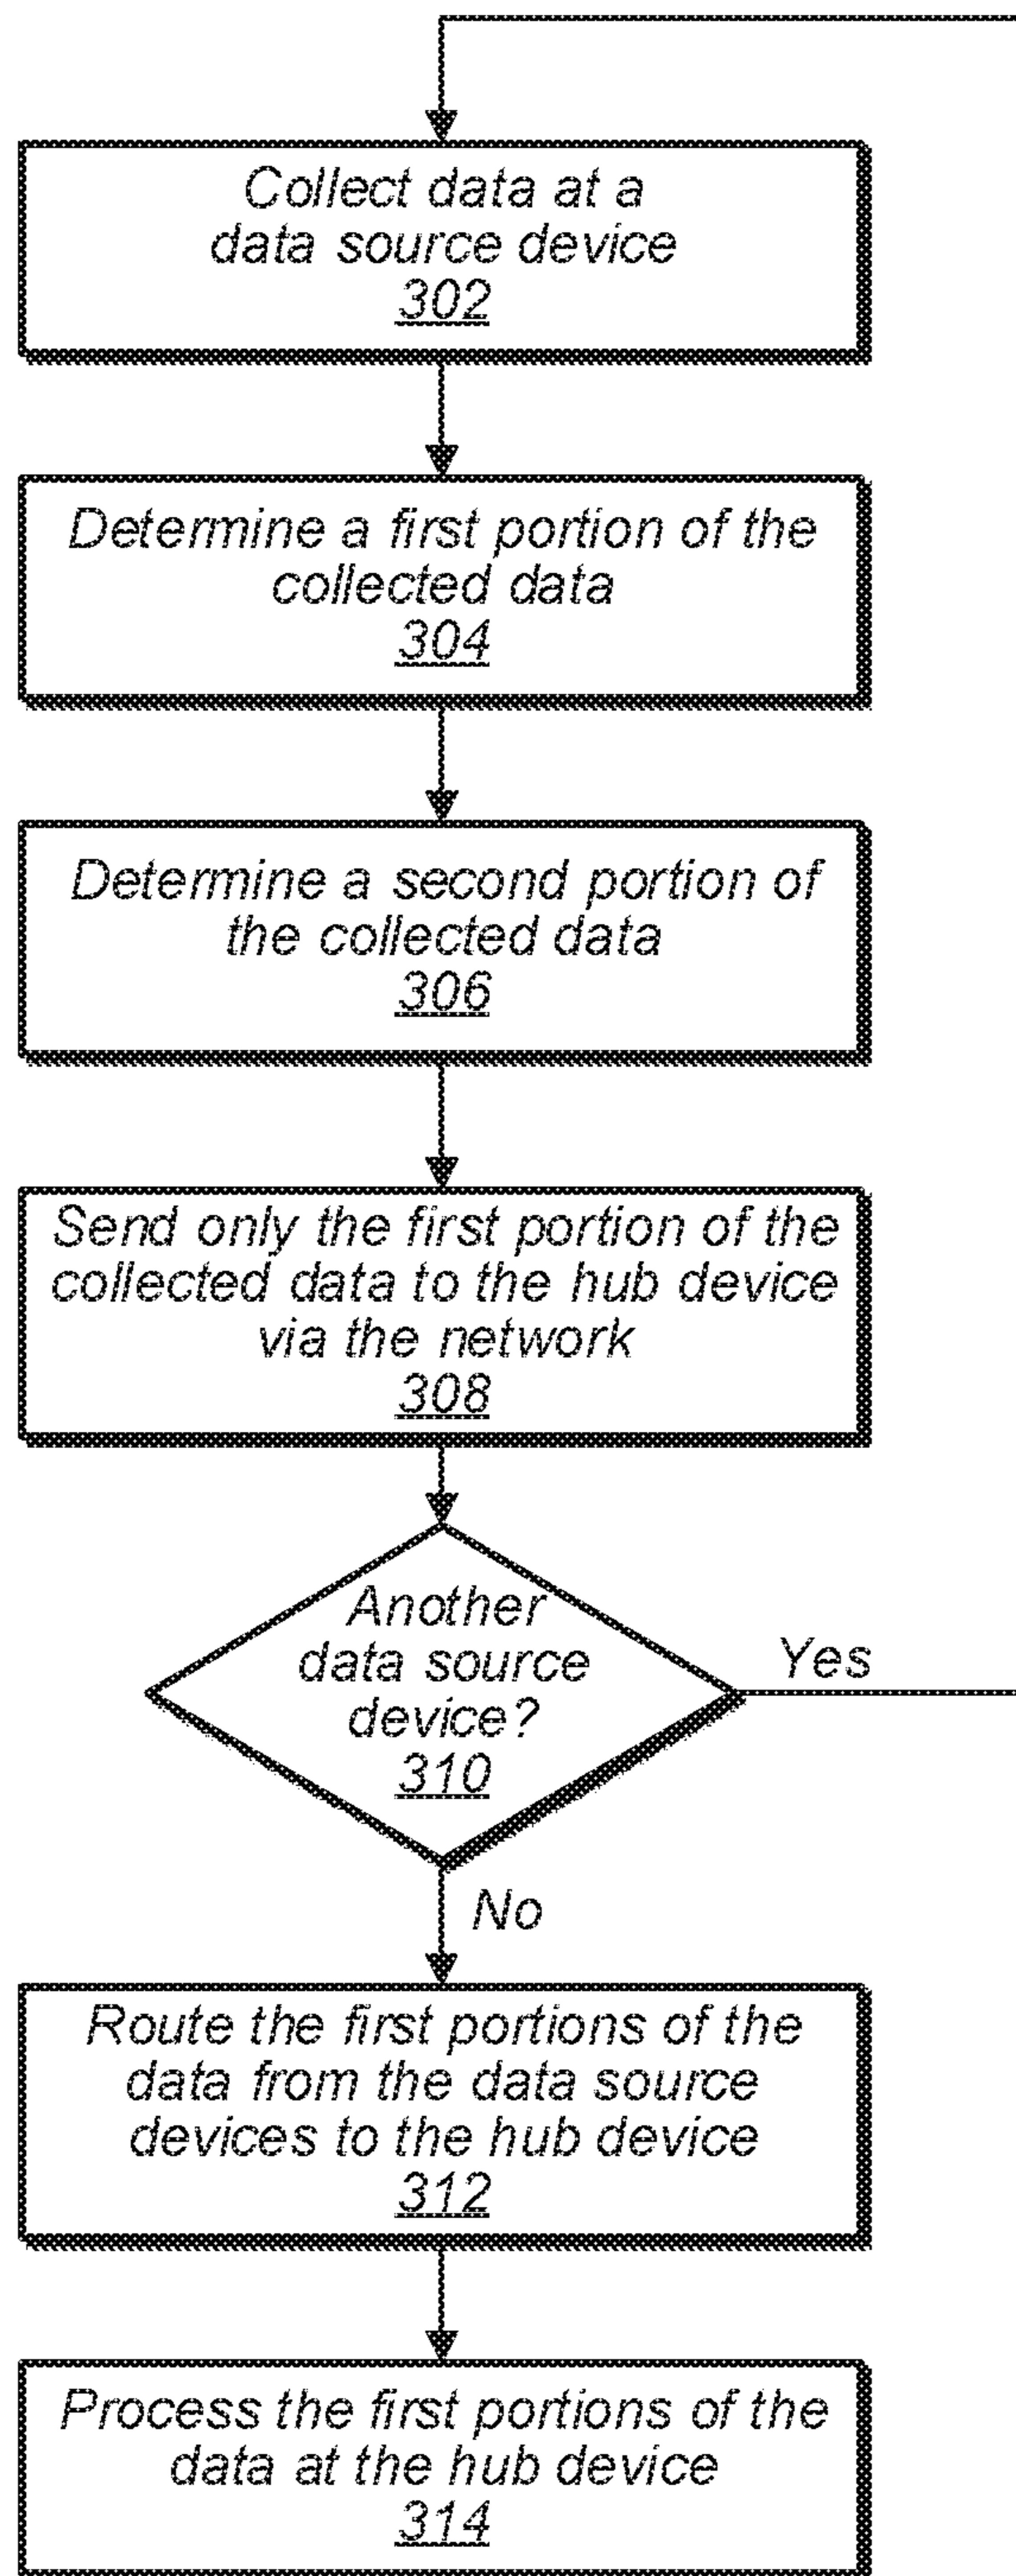 Collect data at a
data source device
302
Determine a first portion of the
collected data
304
Determine a second portion of
the collected data
306
Send only the first portion of the
collected data to the hub device
via the network
308
Another
data source
device?
310
Yes
No
Route the first portions of the
data from the data source
devices to the hub device
312
Process the first portions of the
data at the hub device
314